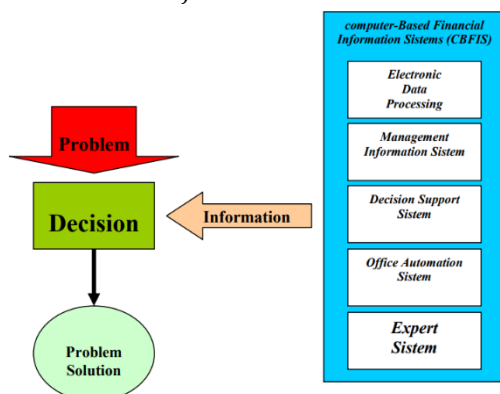 computer-Based Financial
Information Sistems (CBFIS)
Electronic
Data
Processing
Management
Information Sistem
Decision Support
Sistem
Office Automation
Sistem
Expert
Sistem
Problem
Decision
Information
Problem
Solution